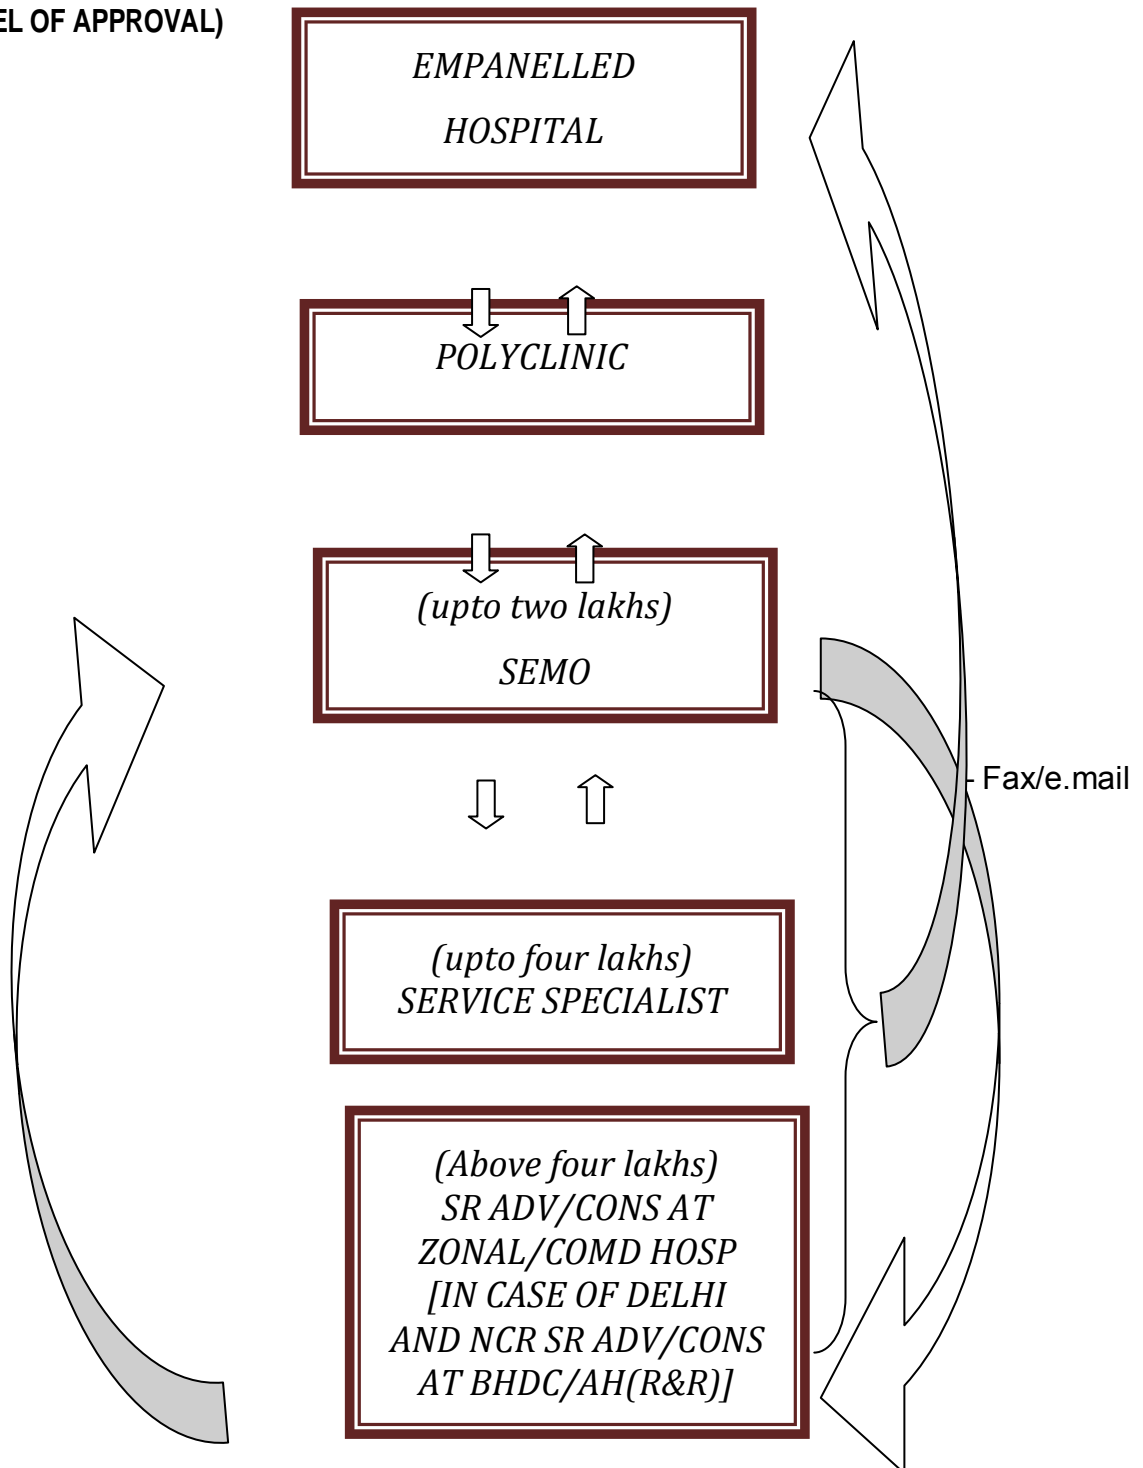 EL OF APPROVAL)
EMPANELLED
HOSPITAL
POLYCLINIC
(upto two lakhs)
SEMO
- Fax/e.mail
(upto four lakhs)
SERVICE SPECIALIST
(Above four lakhs)
SR ADV/CONS AT
ZONAL/COMD HOSP
[IN CASE OF DELHI
AND NCR SR ADV/CONS
AT BHDC/AH(R&R)]